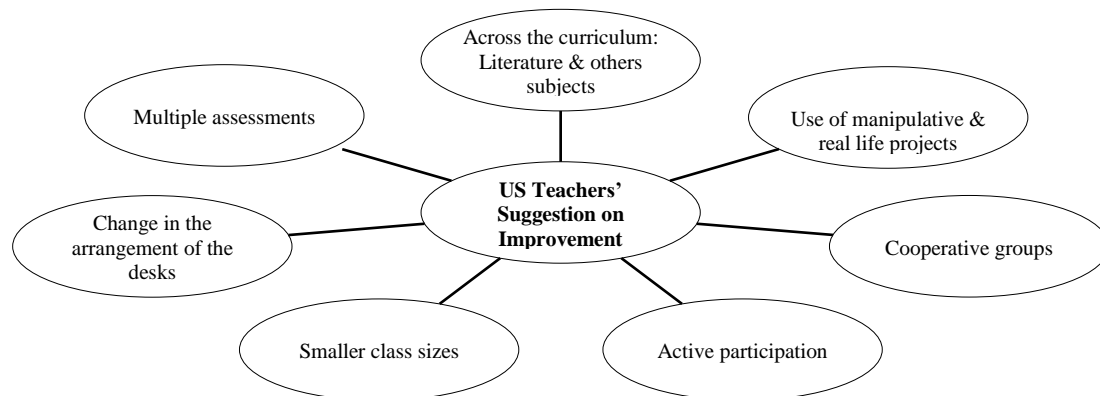 Across the curriculum:
Literature & others
subjects
Multiple assessments
Use of manipulative &
real life projects
US Teachers’
Suggestion on
Improvement
Change in the
arrangement of the
desks
Cooperative groups
Smaller class sizes
Active participation